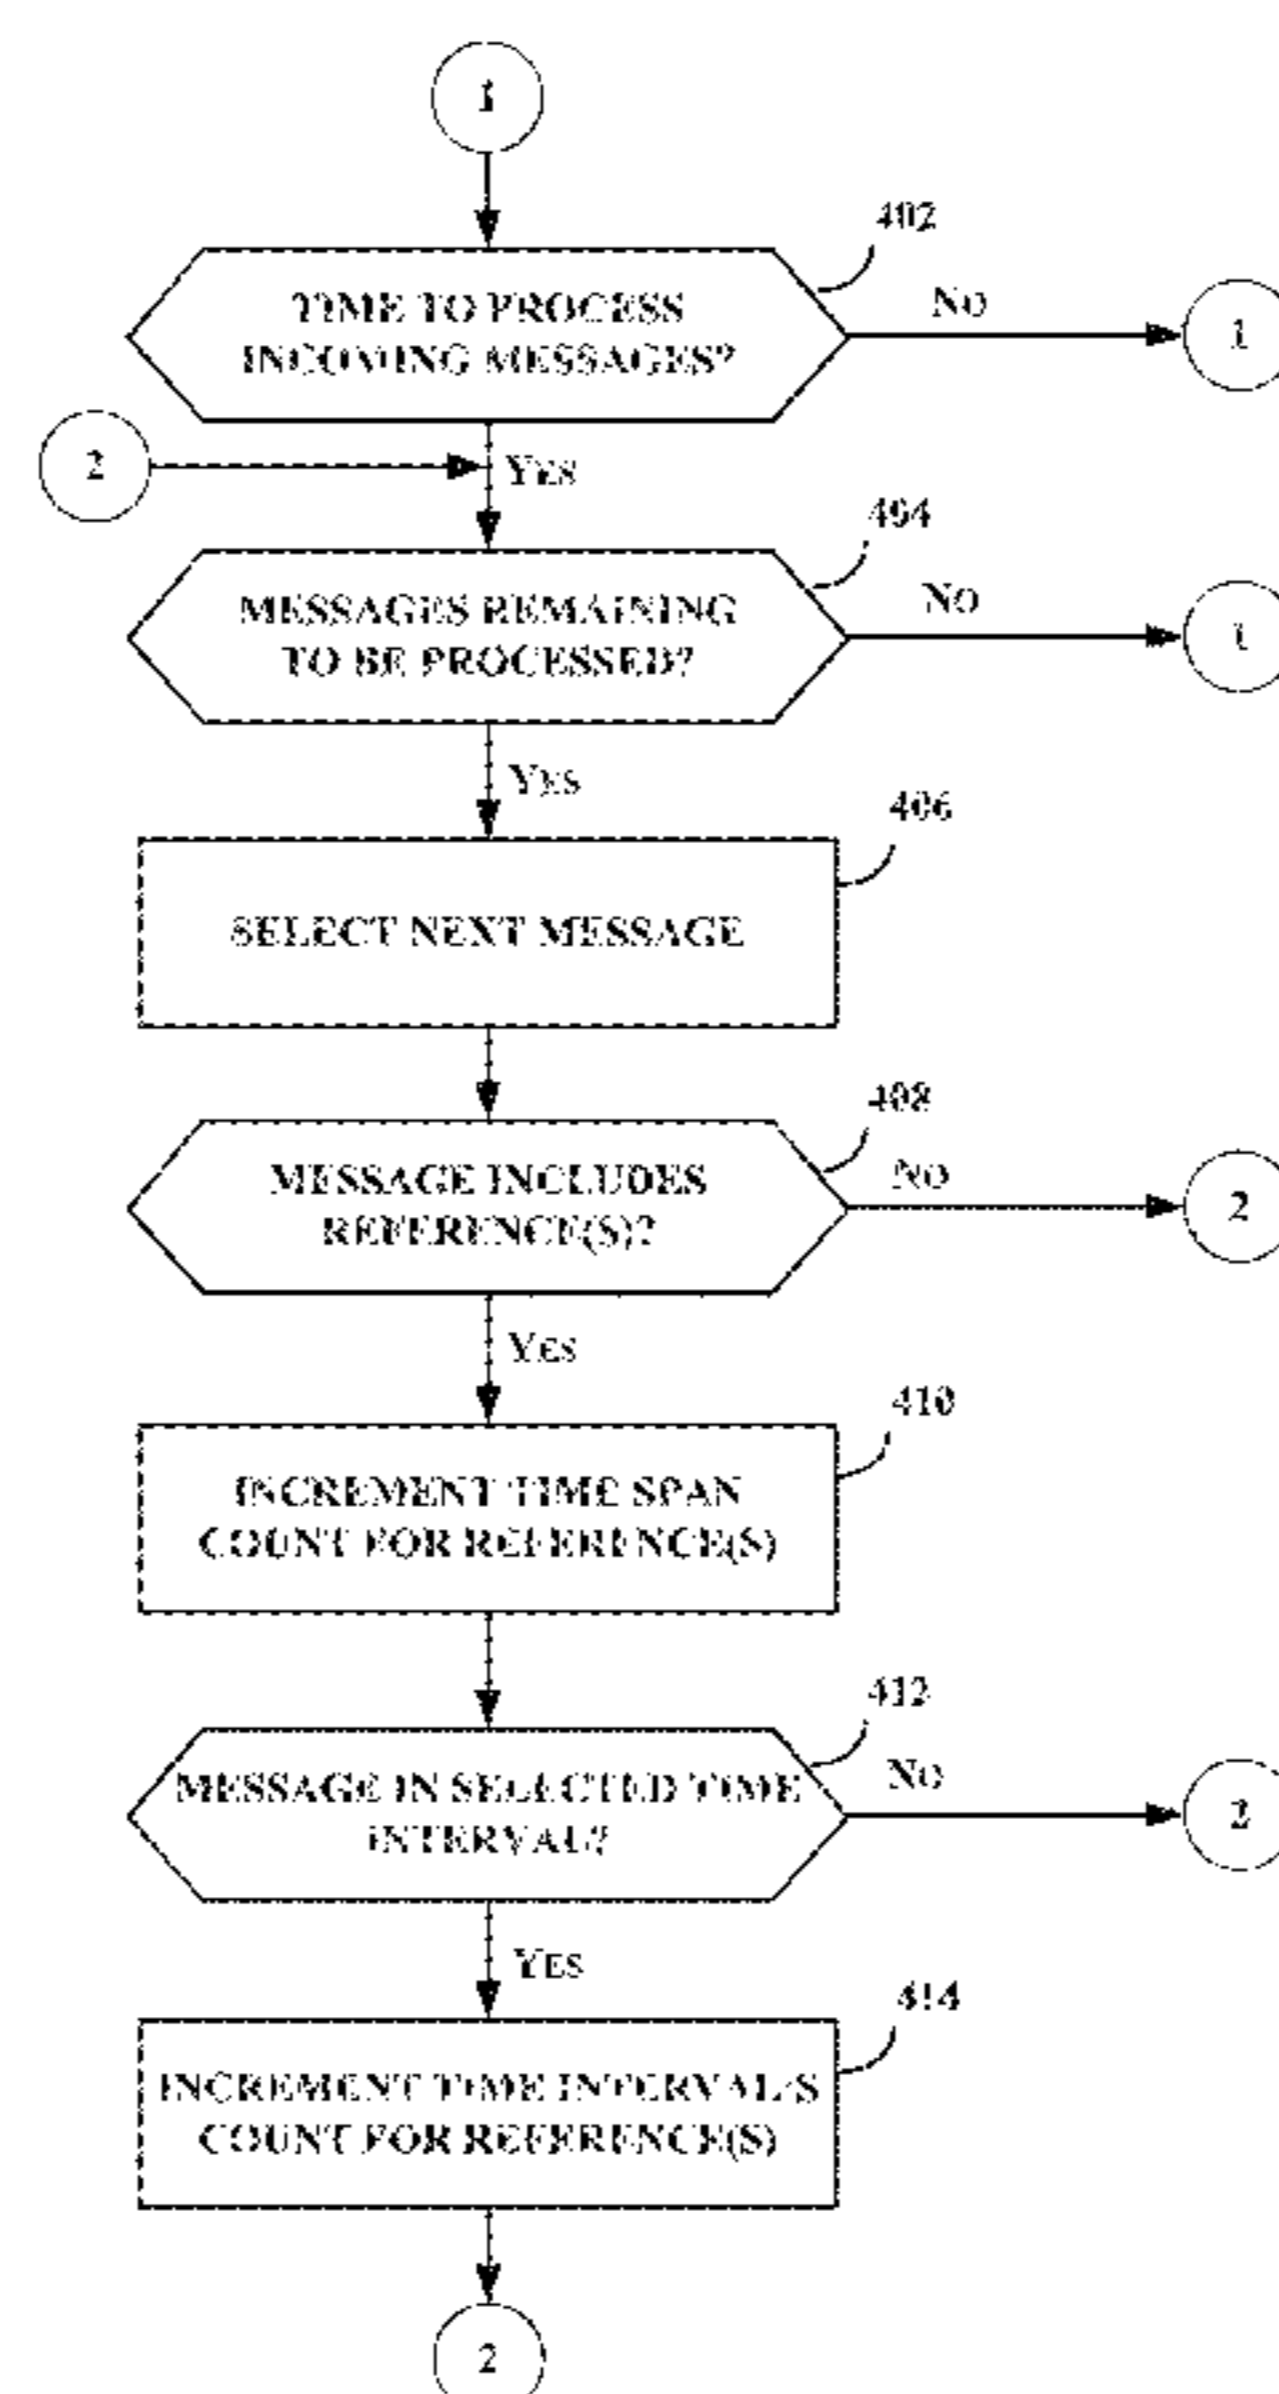 1
402
TIME TO PROCESS
INCOMING MESSAGES?
NO
1
2
YES
404
MESSAGES REMAINING
TO BE PROCESSED?
NO
1
YES
406
SELECT NEXT MESSAGE
408
MESSAGE INCLUDES
REFERENCE(S)?
NO
2
YES
410
INCREMENT TIME SPAN
COUNT FOR REFERENCE(S)
412
MESSAGE IN SELECTED TIME
INTERVAL?
NO
2
YES
414
INCREMENT TIME INTERVAL'S
COUNT FOR REFERENCE(S)
2